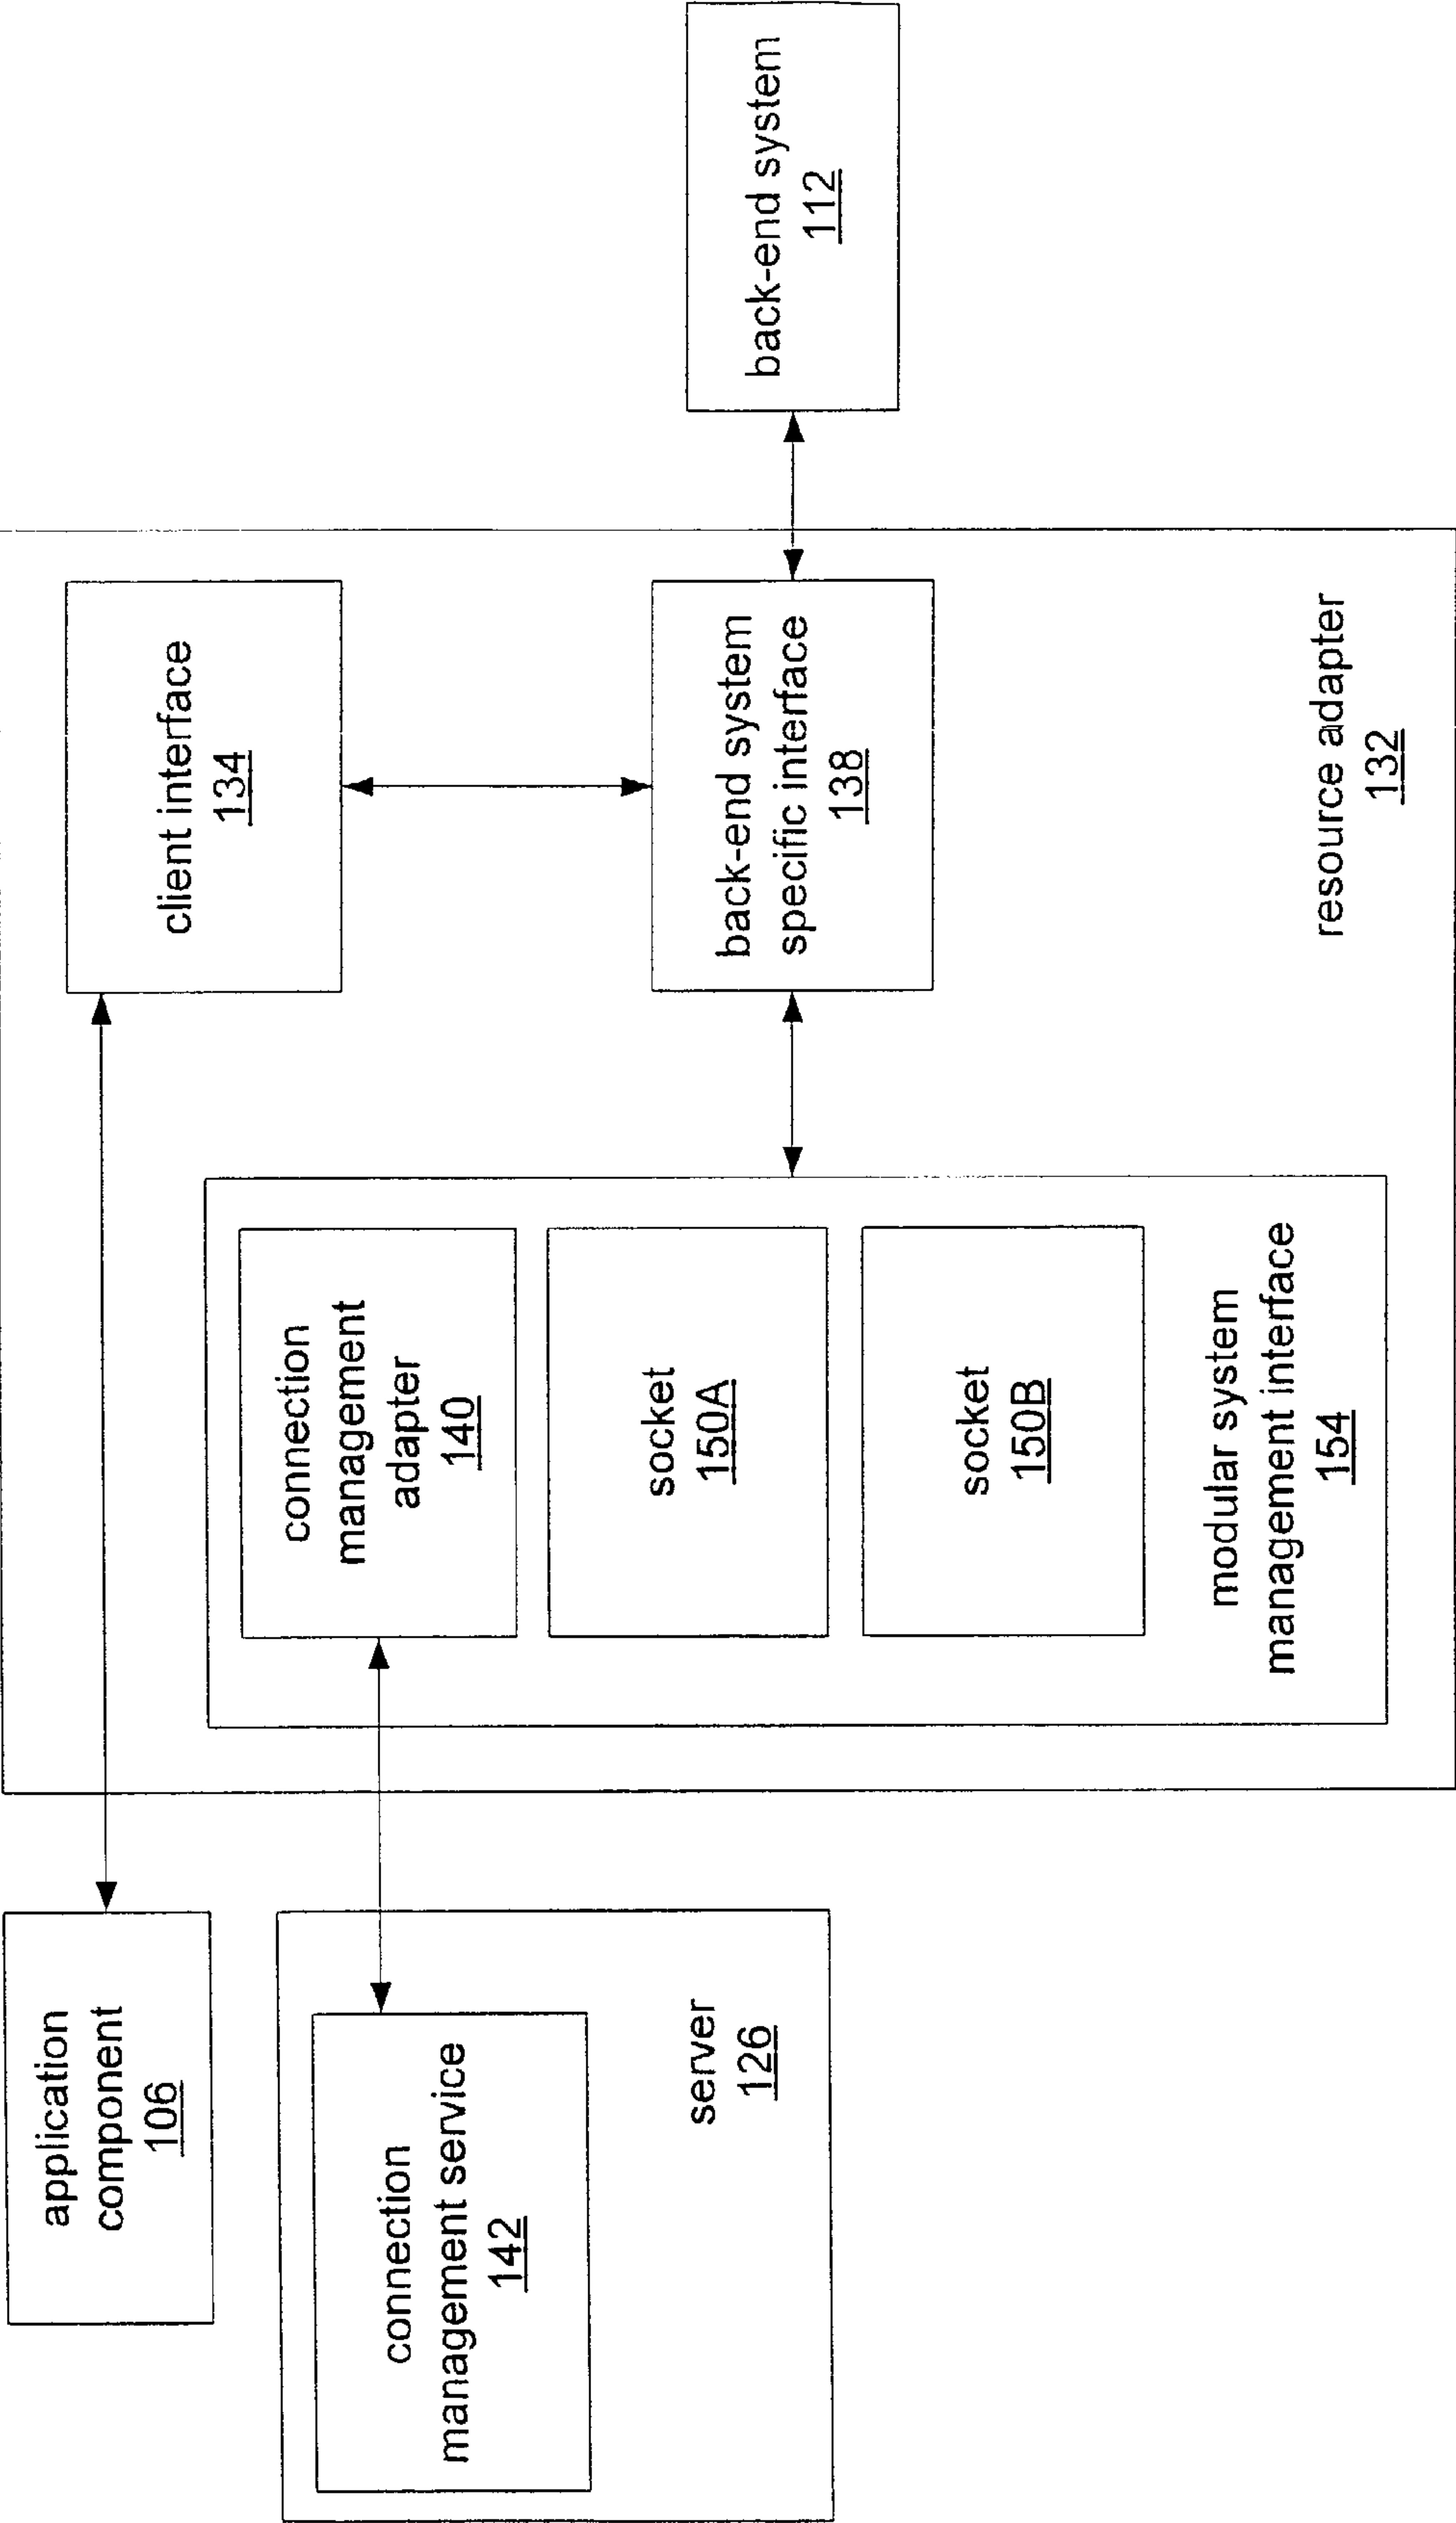 application
component
106
connection
management service
142
server
126
connection
management
adapter
140
socket
150A
socket
150B
modular system
management interface
154
client interface
134
back-end system
specific interface
138
resource adapter
132
back-end system
112